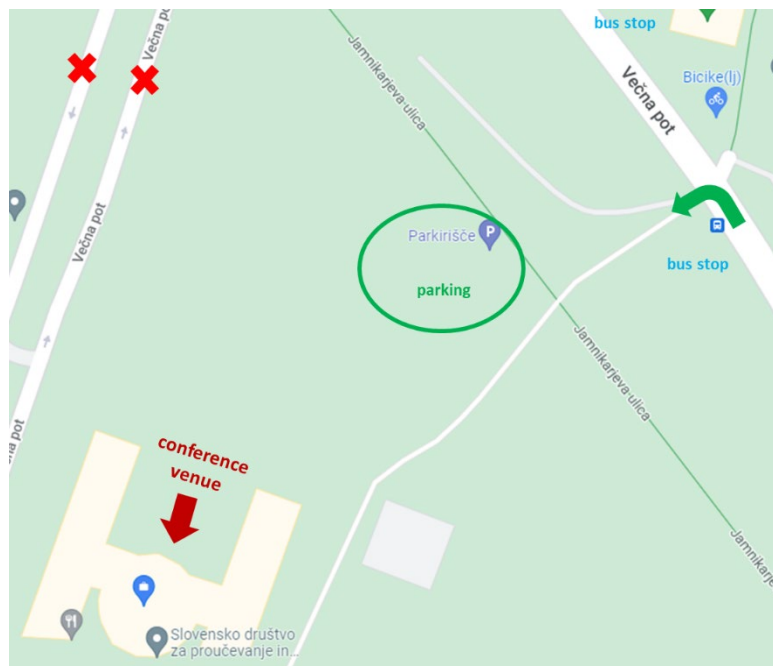 bus stop
Večna pot
Večna pot
Jamnikarjeva ulica
Bicike(lj)
Parkirišče
P
parking
bus stop
Večna pot
Jamnikarjeva ulica
Večna pot
conference
venue
Jamnikarjeva
Slovensko društvo
za proučevanje in...